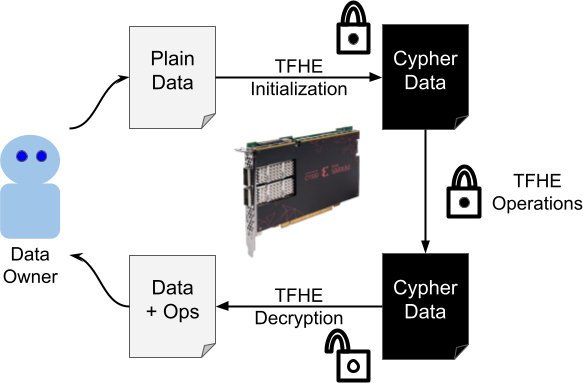 Plain
Data
TFHE
Initialization
Cypher
Data
TFHE
Operations
Data
Owner
Data
+ Ops
TFHE
Decryption
Cypher
Data